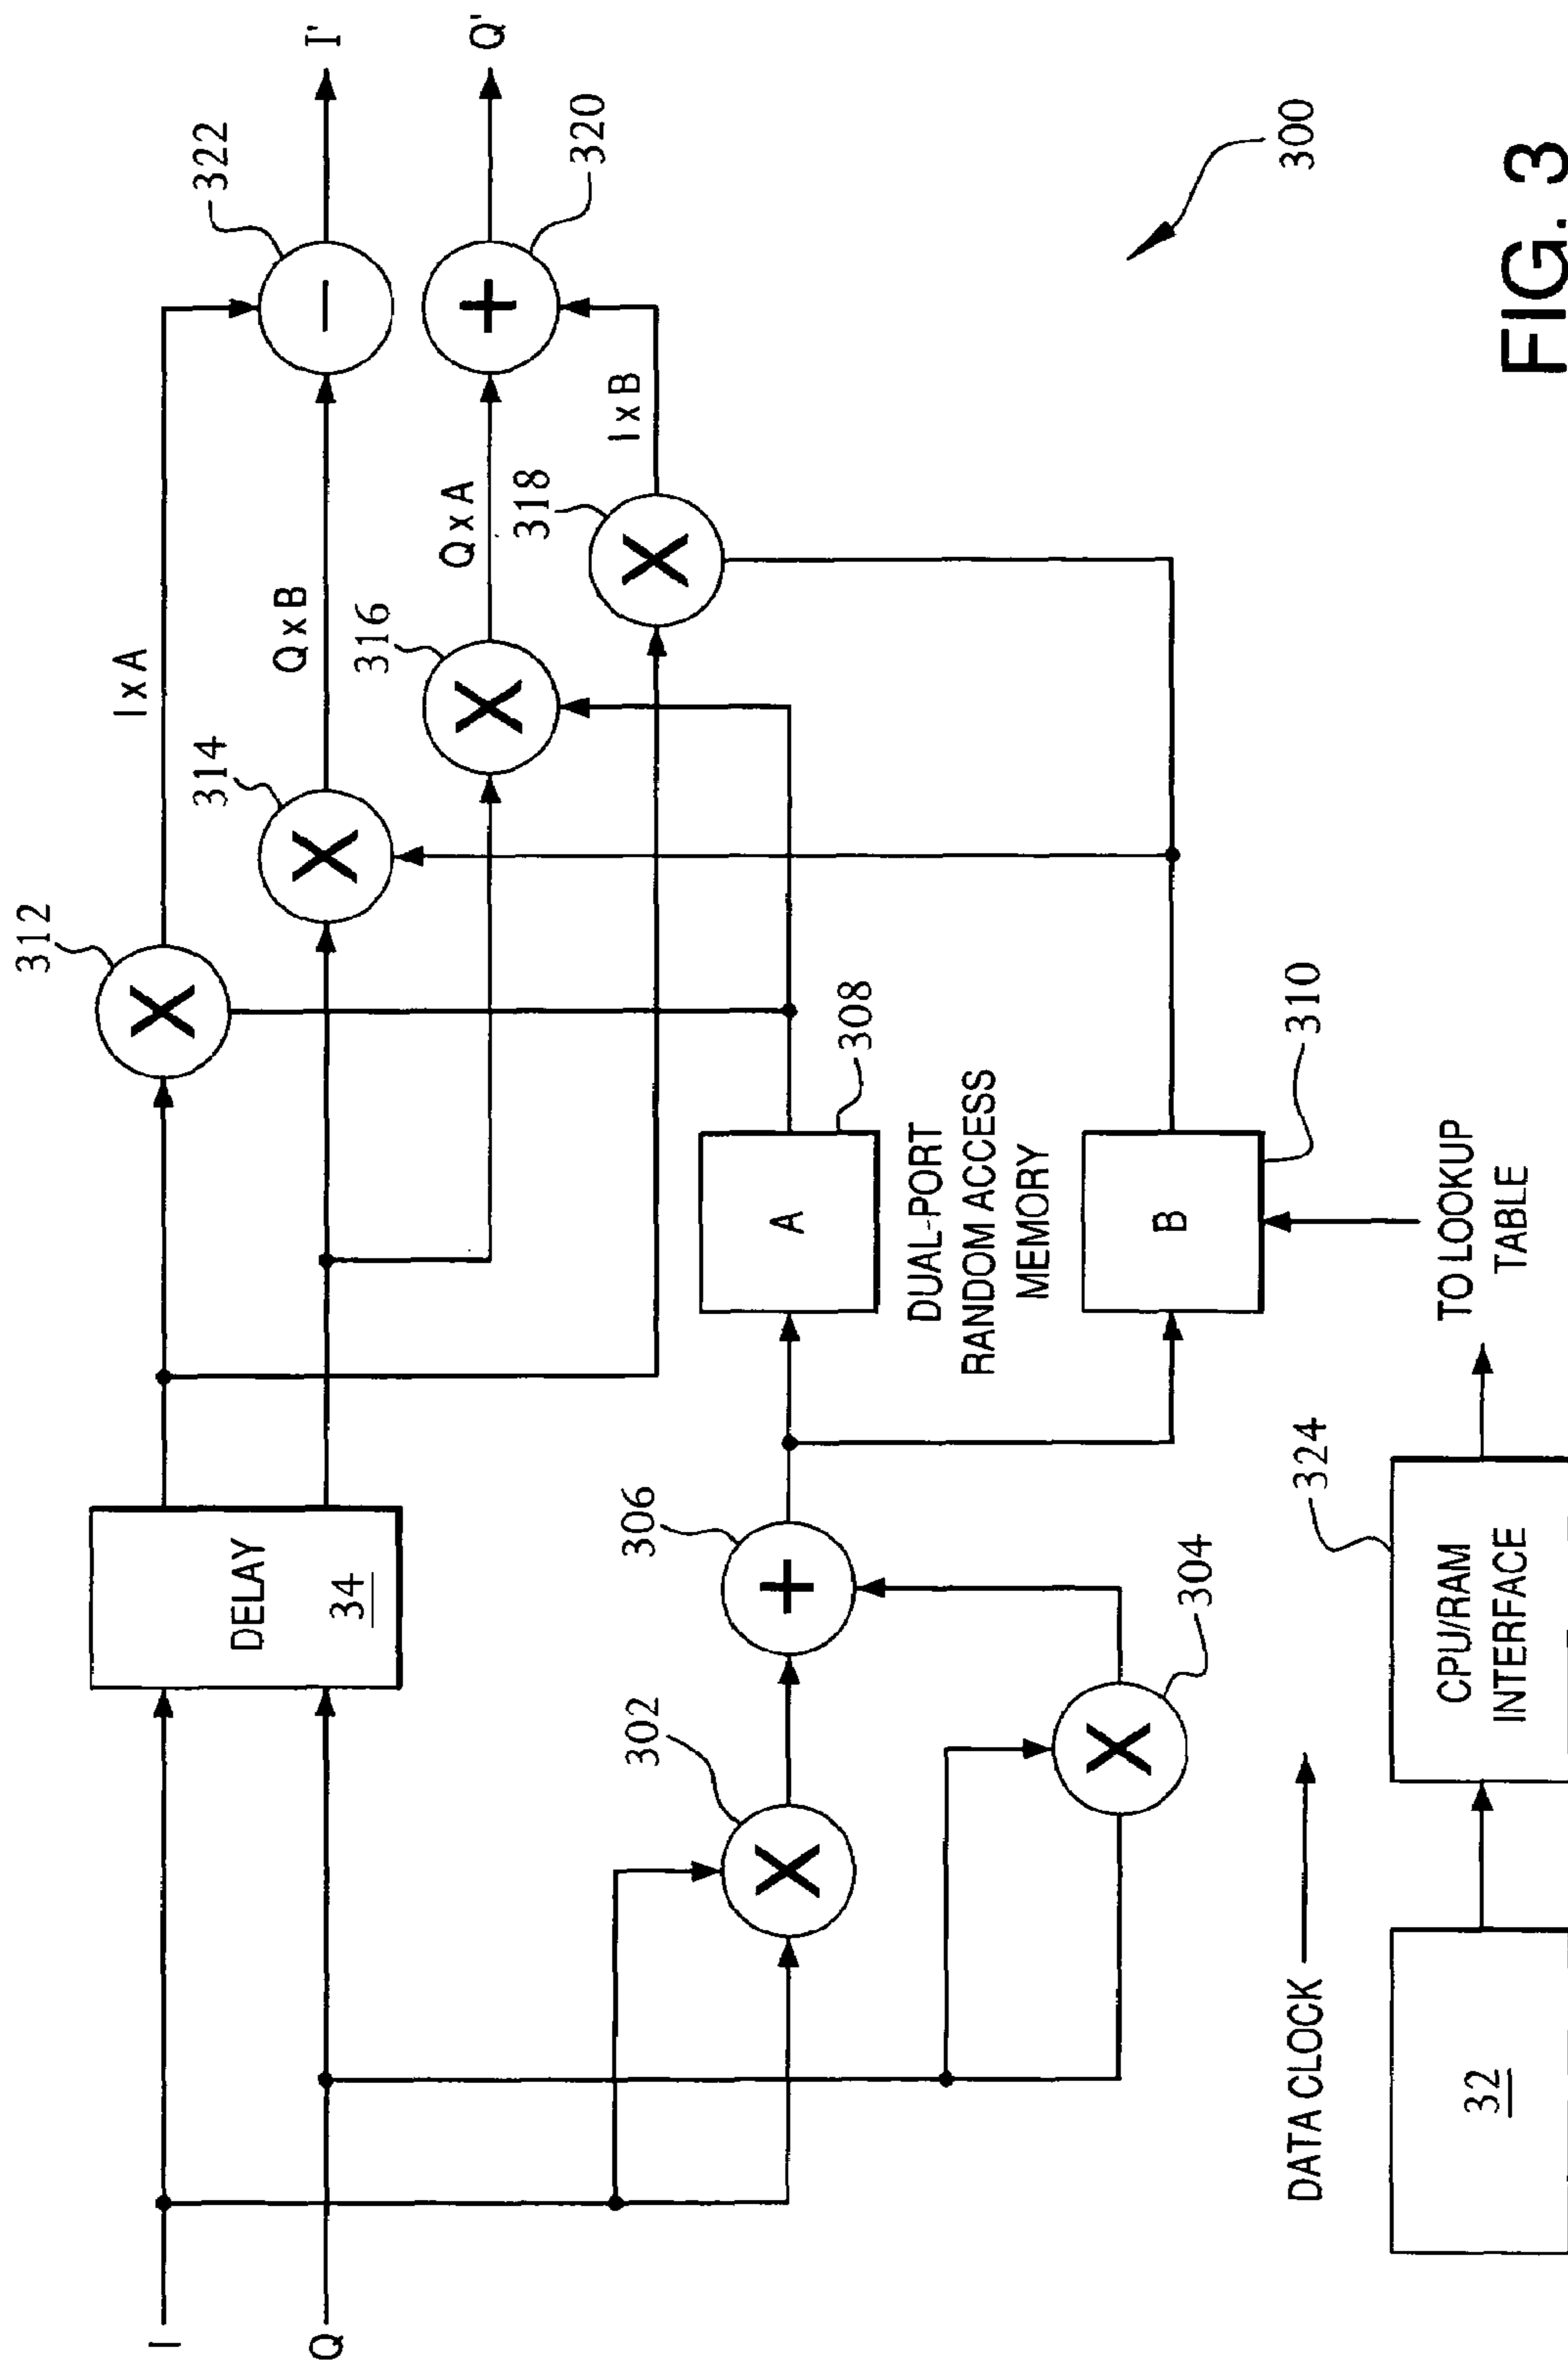 I
Q
DELAY
34
302
304
306
A
308
DUAL-PORT
RANDOM ACCESS
MEMORY
B
310
TO LOOKUP
TABLE
312
314
316
318
I x A
Q x B
Q x A
I x B
322
320
I'
Q'
300
DATA CLOCK
32
CPU/RAM
INTERFACE
324
X
X
+
X
X
X
X
−
+
FIG. 3